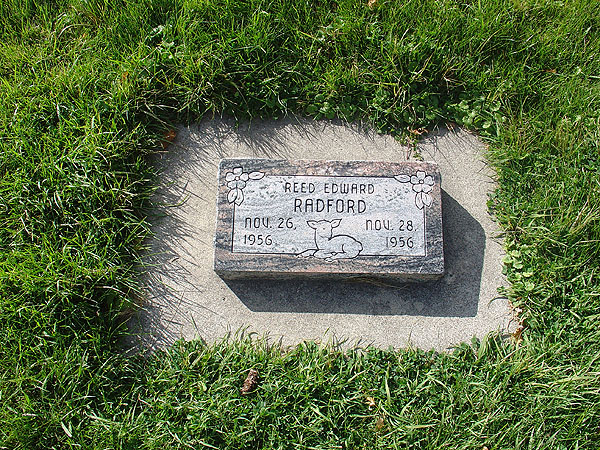 REED EDWARD
RADFORD
NOV. 26, NOV. 28
1956 1956